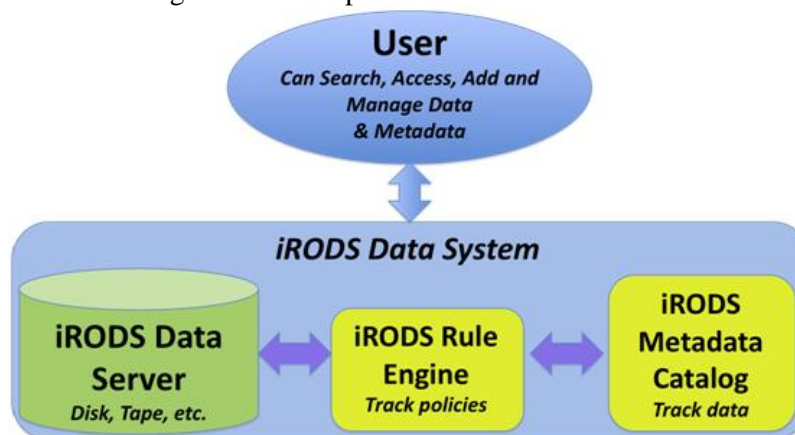 User
Can Search, Access, Add and
Manage Data
& Metadata
iRODS Data System
iRODS Data
Server
Disk, Tape, etc.
iRODS Rule
Engine
Track policies
iRODS
Metadata
Catalog
Track data